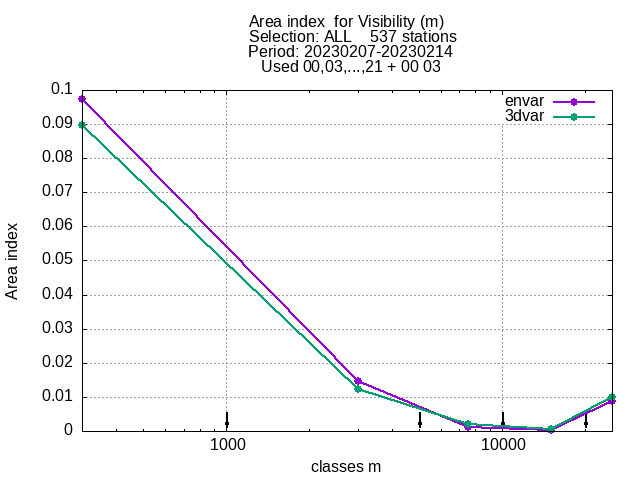 Area index  for Visibility (m)
Selection: ALL    537 stations
Period: 20230207-20230214
Used 00,03,...,21 + 00 03
envar
3dvar
0.1
0.09
0.08
0.07
0.06
0.05
0.04
0.03
0.02
0.01
0
Area index
1000
10000
classes m